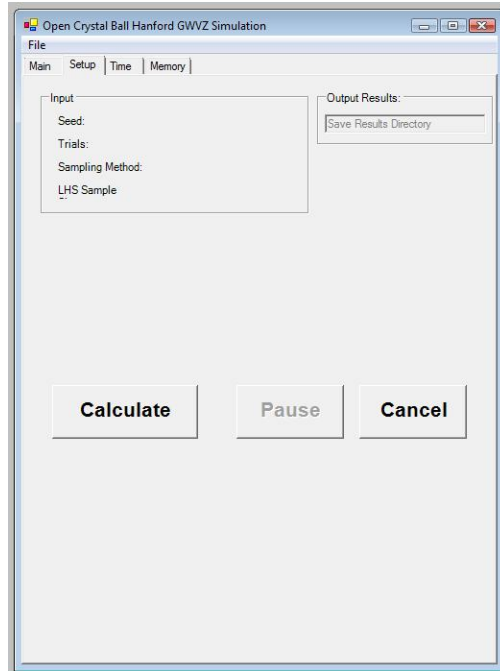 Open Crystal Ball Hanford GWVZ Simulation
File
Main Setup Time Memory
Input
Output Results:
Seed:
Save Results Directory
Trials:
Sampling Method:
LHS Sample
Calculate Pause Cancel